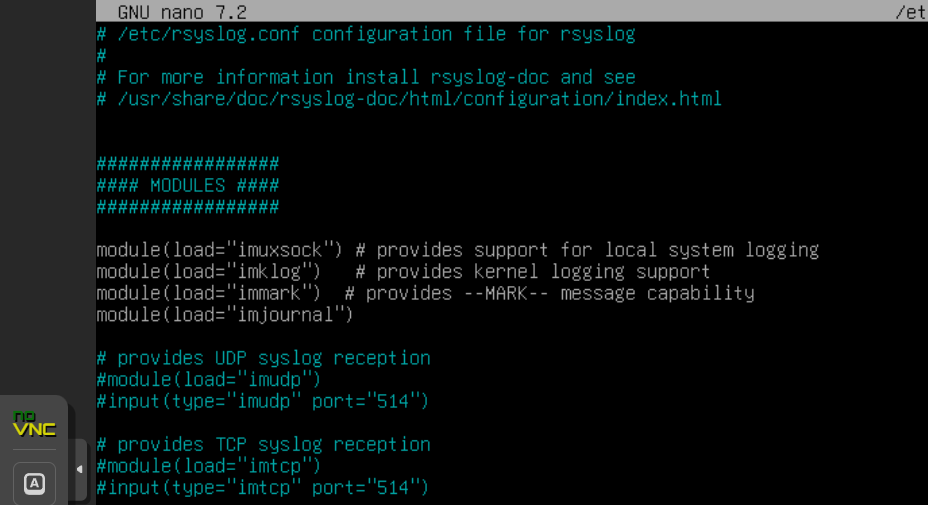 GNU nano 7.2 /et
# /etc/rsyslog.conf configuration file for rsyslog
#
# For more information install rsyslog-doc and see
# /usr/share/doc/rsyslog-doc/html/configuration/index.html
#################
#### MODULES ####
#################
module(load="imuxsock") # provides support for local system logging
module(load="imklog")   # provides kernel logging support
module(load="immark")  # provides --MARK-- message capability
module(load="imjournal")
# provides UDP syslog reception
#module(load="imudp")
#input(type="imudp" port="514")
# provides TCP syslog reception
#module(load="imtcp")
#input(type="imtcp" port="514")
no
VNC
A